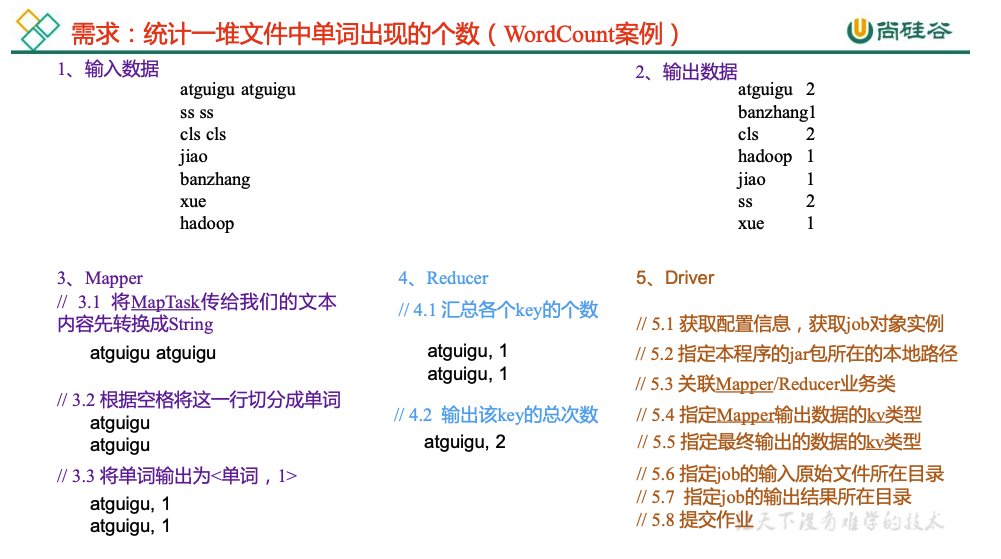 需求：统计一堆文件中单词出现的个数（WordCount案例）
尚硅谷
1、输入数据
atguigu atguigu
ss ss
cls cls
jiao
banzhang
xue
hadoop
2、输出数据
atguigu 2
banzhang1
cls 2
hadoop 1
jiao 1
ss 2
xue 1
3、Mapper
// 3.1 将MapTask传给我们的文本
内容先转换成String
atguigu atguigu
// 3.2 根据空格将这一行切分成单词
atguigu
atguigu
// 3.3 将单词输出为<单词，1>
atguigu, 1
atguigu, 1
4、Reducer
// 4.1 汇总各个key的个数
atguigu, 1
atguigu, 1
// 4.2 输出该key的总次数
atguigu, 2
5、Driver
// 5.1 获取配置信息，获取job对象实例
// 5.2 指定本程序的jar包所在的本地路径
// 5.3 关联Mapper/Reducer业务类
// 5.4 指定Mapper输出数据的kv类型
// 5.5 指定最终输出的数据的kv类型
// 5.6 指定job的输入原始文件所在目录
// 5.7 指定job的输出结果所在目录
// 5.8 提交作业
天下没有难学的技术